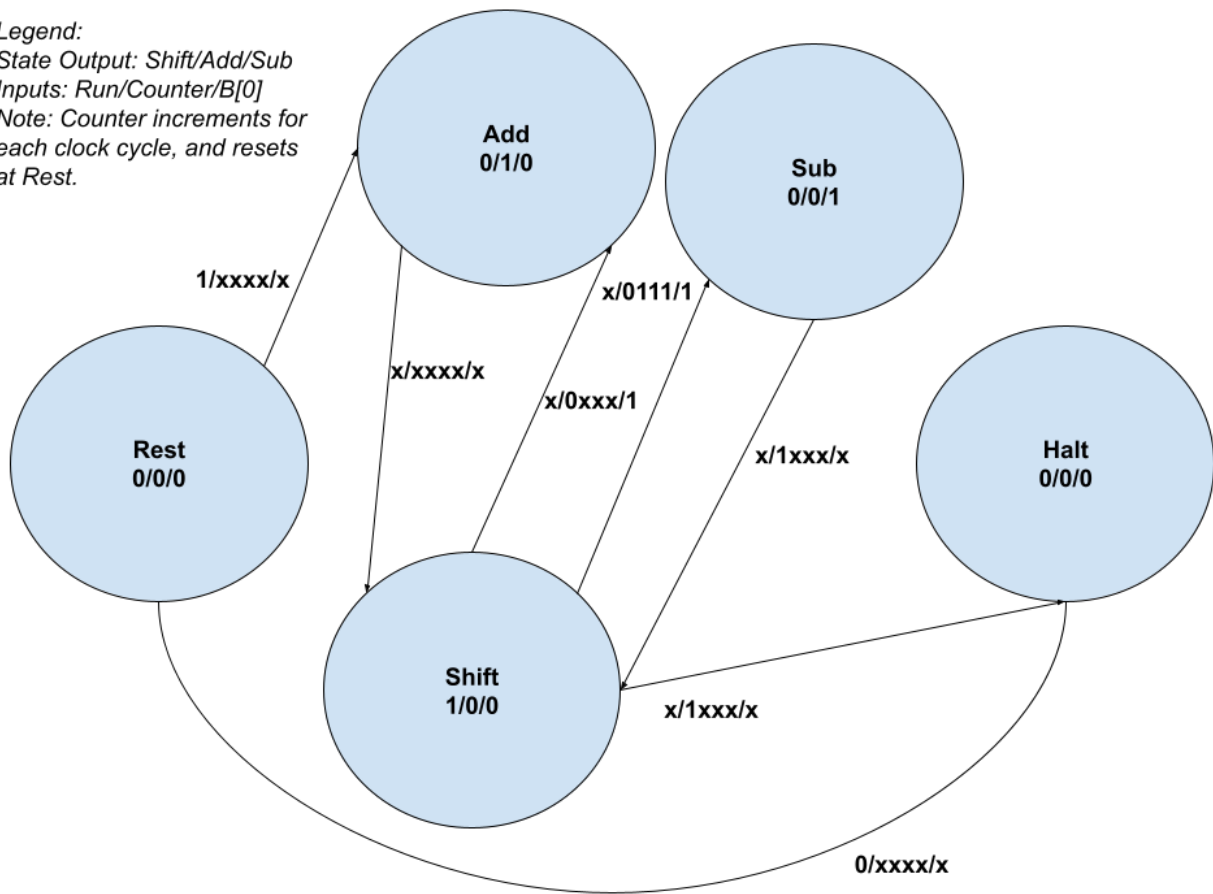 Legend:
State Output: Shift/Add/Sub
Inputs: Run/Counter/B[0]
Note: Counter increments for
each clock cycle, and resets
at Rest.
Add
0/1/0
Sub
0/0/1
1/xxxx/x
x/0111/1
x/xxxx/x
x/0xxx/1
x/1xxx/x
Rest
0/0/0
Halt
0/0/0
Shift
1/0/0
x/1xxx/x
0/xxxx/x